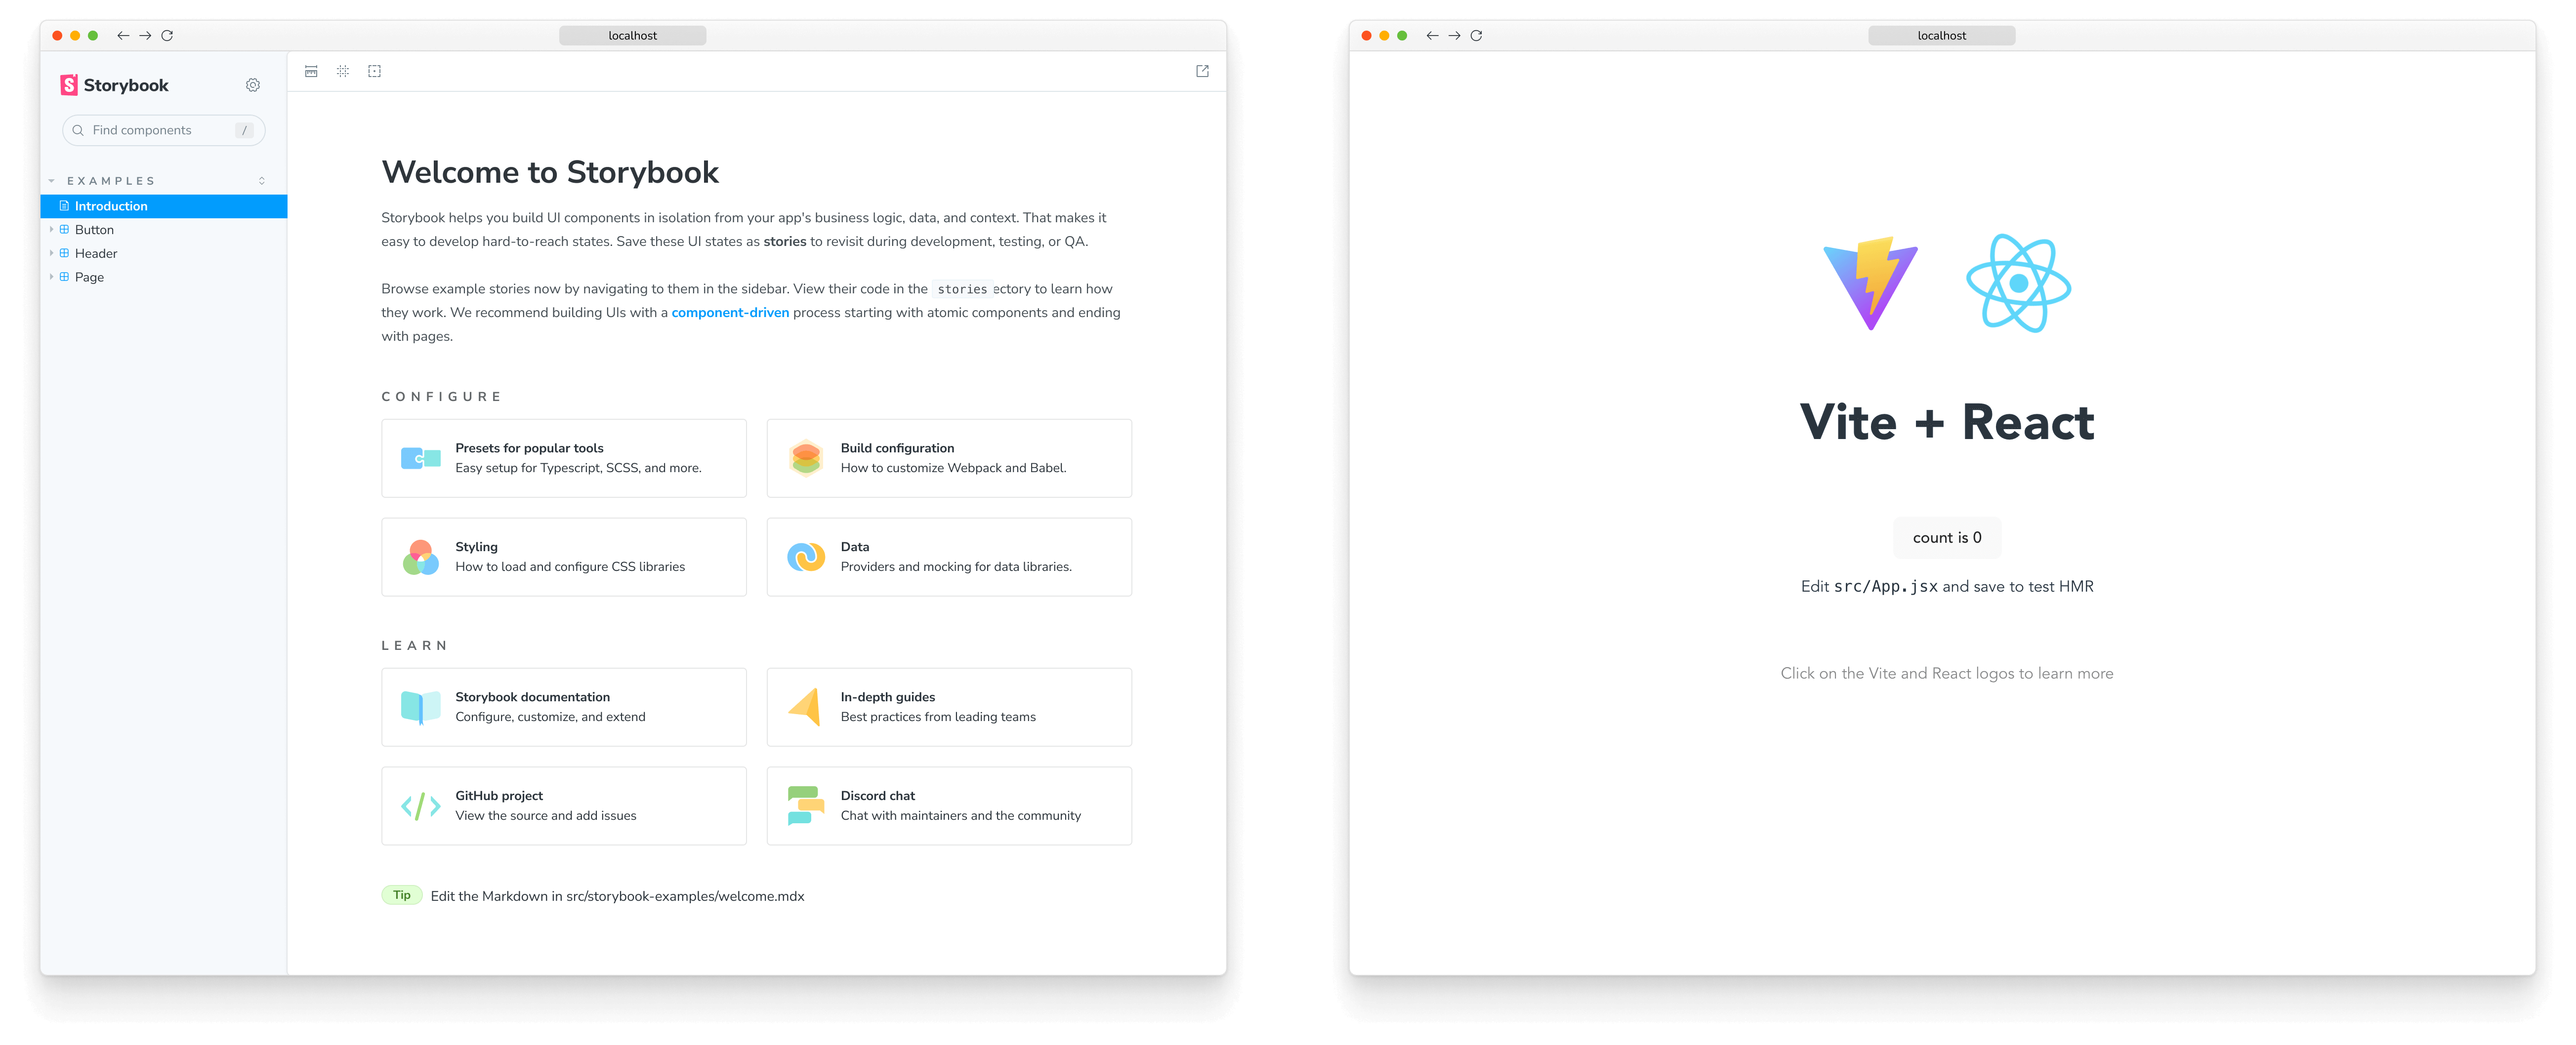 localhost
Storybook
Find components
/
EXAMPLES
Introduction
Button
Header
Page
Welcome to Storybook
Storybook helps you build UI components in isolation from your app's business logic, data, and context. That makes it
easy to develop hard-to-reach states. Save these UI states as stories to revisit during development, testing, or QA.
Browse example stories now by navigating to them in the sidebar. View their code in the stories ectory to learn how
they work. We recommend building UIs with a component-driven process starting with atomic components and ending
with pages.
CONFIGURE
Presets for popular tools
Easy setup for Typescript, SCSS, and more.
Build configuration
How to customize Webpack and Babel.
Styling
How to load and configure CSS libraries
Data
Providers and mocking for data libraries.
LEARN
Storybook documentation
Configure, customize, and extend
In-depth guides
Best practices from leading teams
GitHub project
View the source and add issues
Discord chat
Chat with maintainers and the community
Tip Edit the Markdown in src/storybook-examples/welcome.mdx
localhost
Vite + React
count is 0
Edit src/App.jsx and save to test HMR
Click on the Vite and React logos to learn more